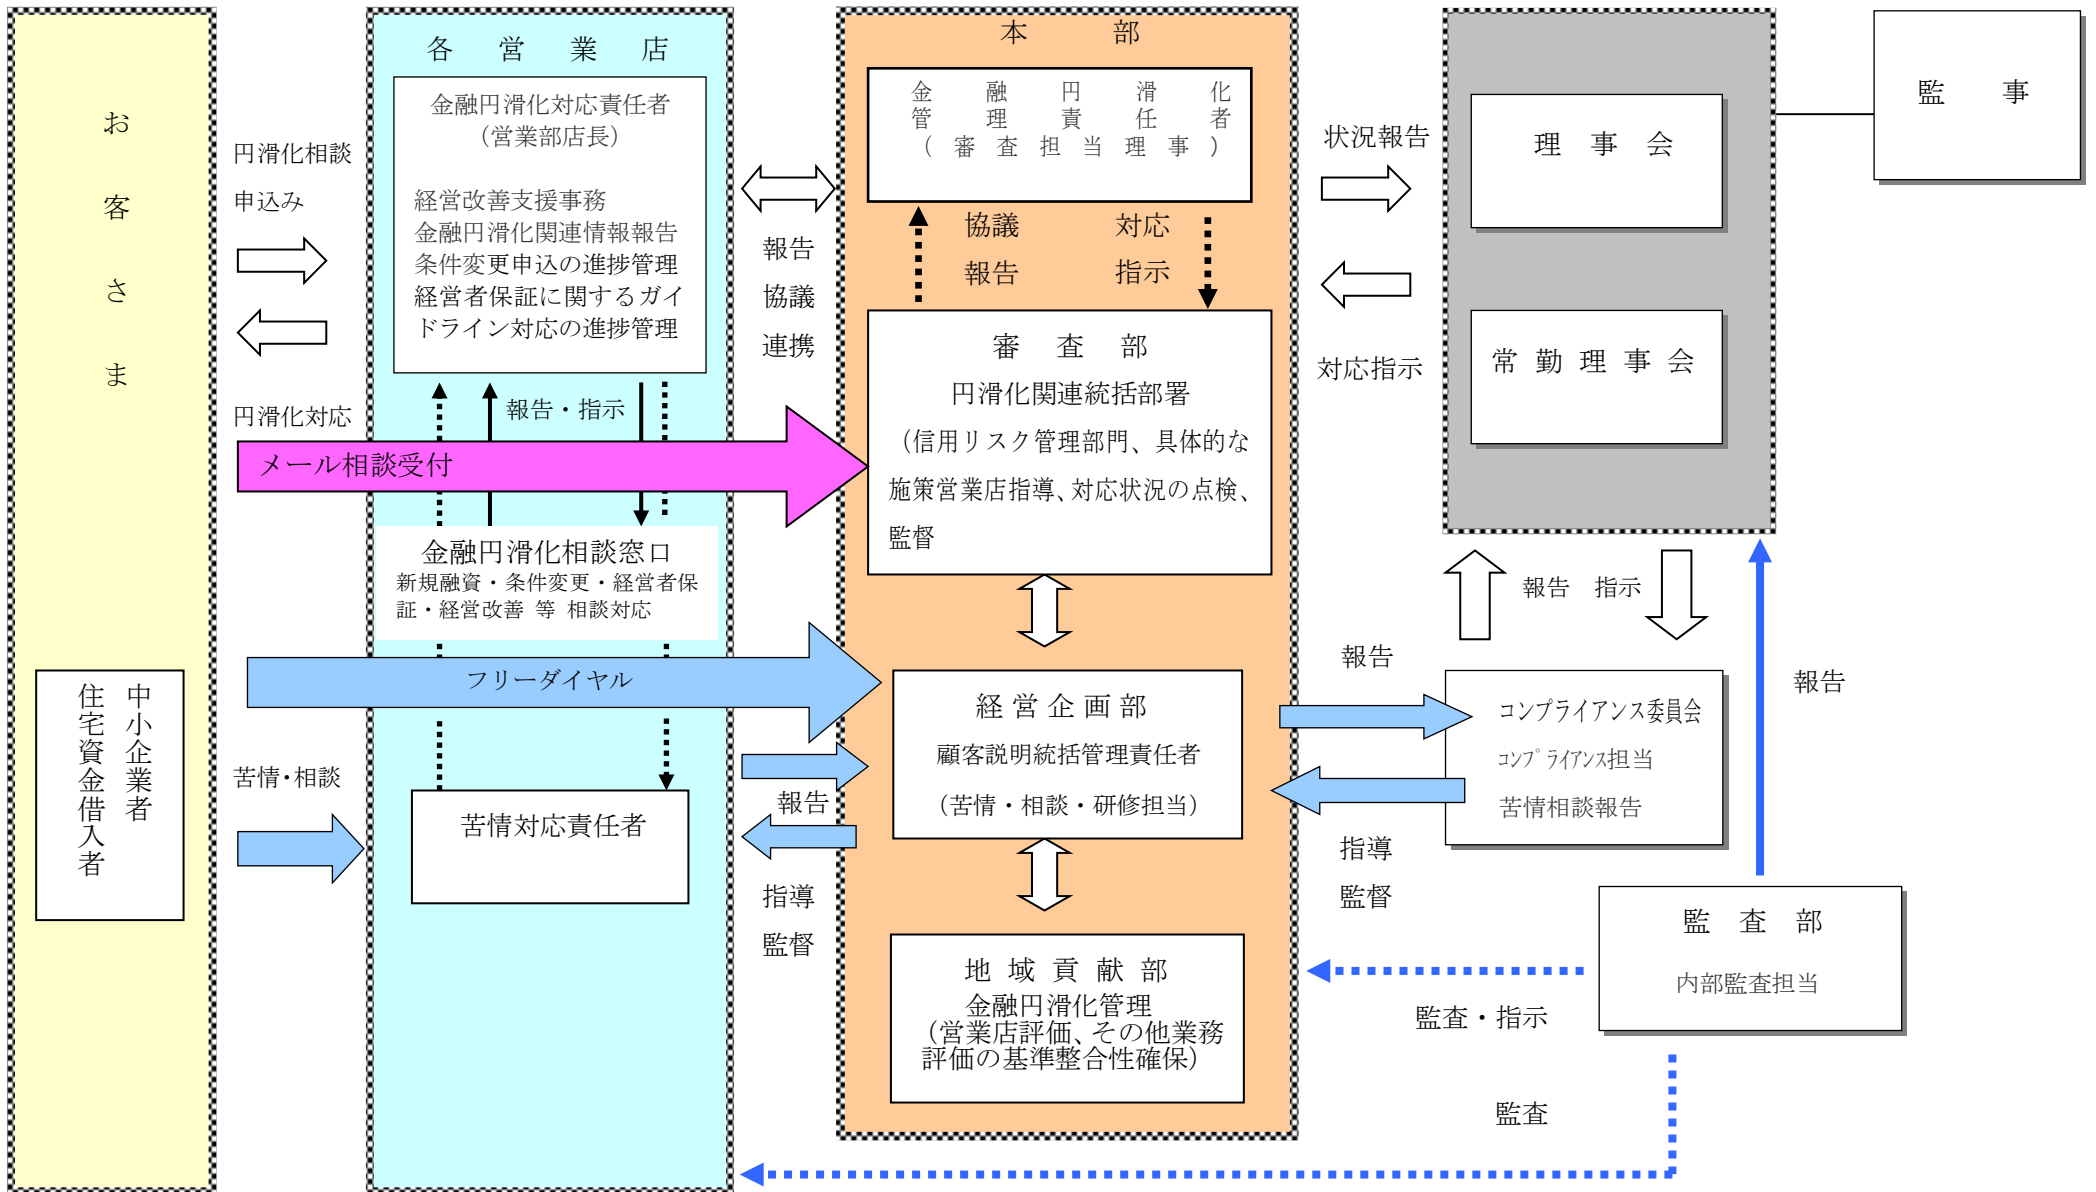 お客さま
中小企業者
住宅資金借入者
円滑化相談
申込み
円滑化対応
メール相談受付
フリーダイヤル
苦情・相談
各営業店
金融円滑化対応責任者
（営業部店長）
経営改善支援事務
金融円滑化関連情報報告
条件変更申込の進捗管理
経営者保証に関するガイ
ドライン対応の進捗管理
報告・指示
金融円滑化相談窓口
新規融資・条件変更・経営者保
証・経営改善 等 相談対応
苦情対応責任者
報告
協議
連携
報告
指導
監督
本部
金融円滑化
管理責任者
（審査担当理事）
協議
報告
対応
指示
審査部
円滑化関連統括部署
（信用リスク管理部門、具体的な
施策営業店指導、対応状況の点検、
監督
経営企画部
顧客説明統括管理責任者
（苦情・相談・研修担当）
地域貢献部
金融円滑化管理
（営業店評価、その他業務
評価の基準整合性確保）
状況報告
対応指示
理事会
常勤理事会
監事
報告 指示
報告
コンプライアンス委員会
コンプライアンス担当
苦情相談報告
指導
監督
報告
監査部
内部監査担当
監査・指示
監査